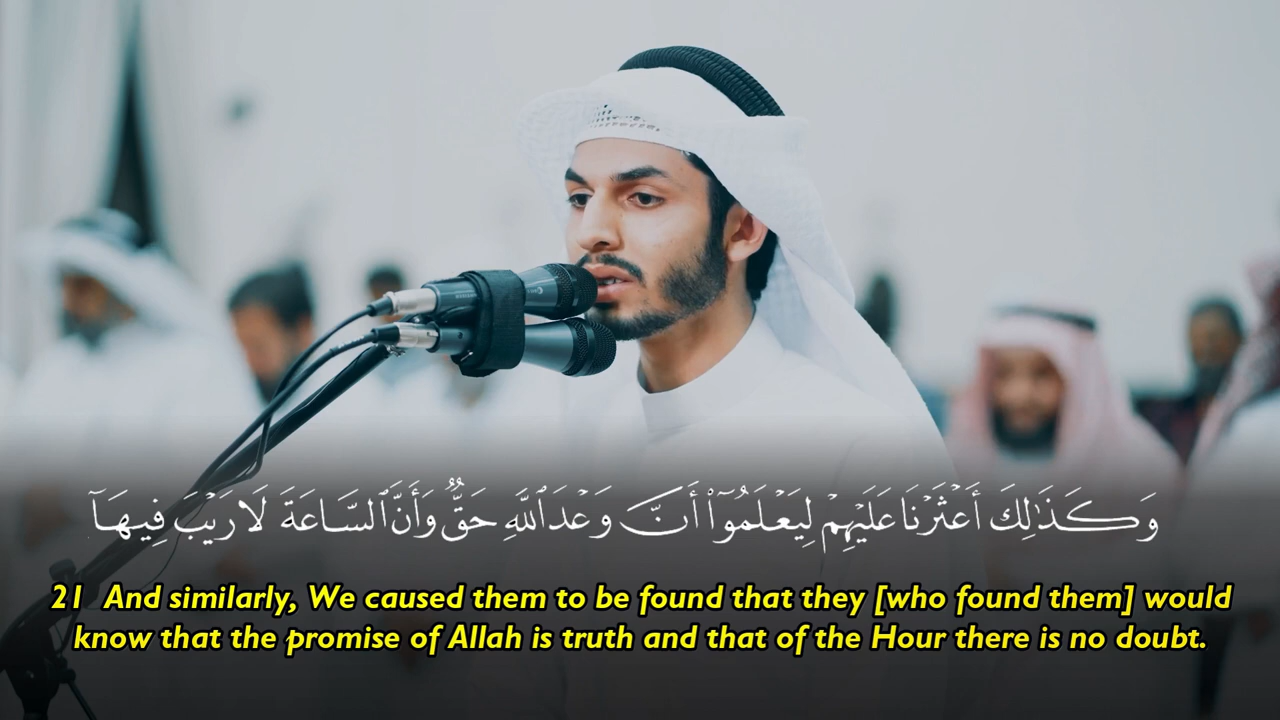 وَكَذَٰلِكَ أَعْثَرْنَا عَلَيْهِمْ لِيَعْلَمُوٓا۟ أَنَّ وَعْدَ ٱللَّهِ حَقٌّ وَأَنَّ ٱلسَّاعَةَ لَا رَيْبَ فِيهَآ
21 And similarly, We caused them to be found that they [who found them] would
know that the promise of Allah is truth and that of the Hour there is no doubt.